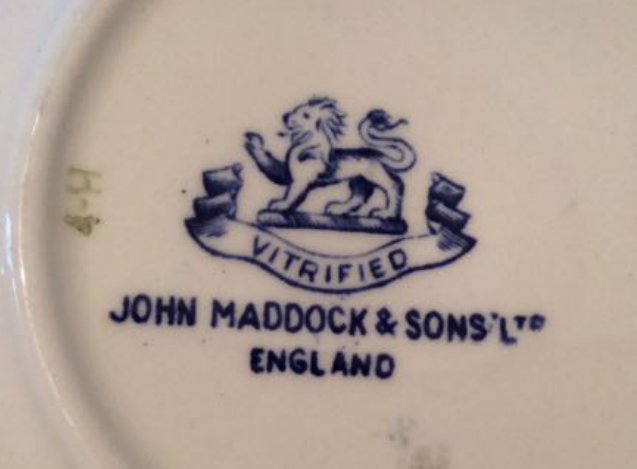 VITRIFIED
JOHN MADDOCK & SONS LTD
ENGLAND